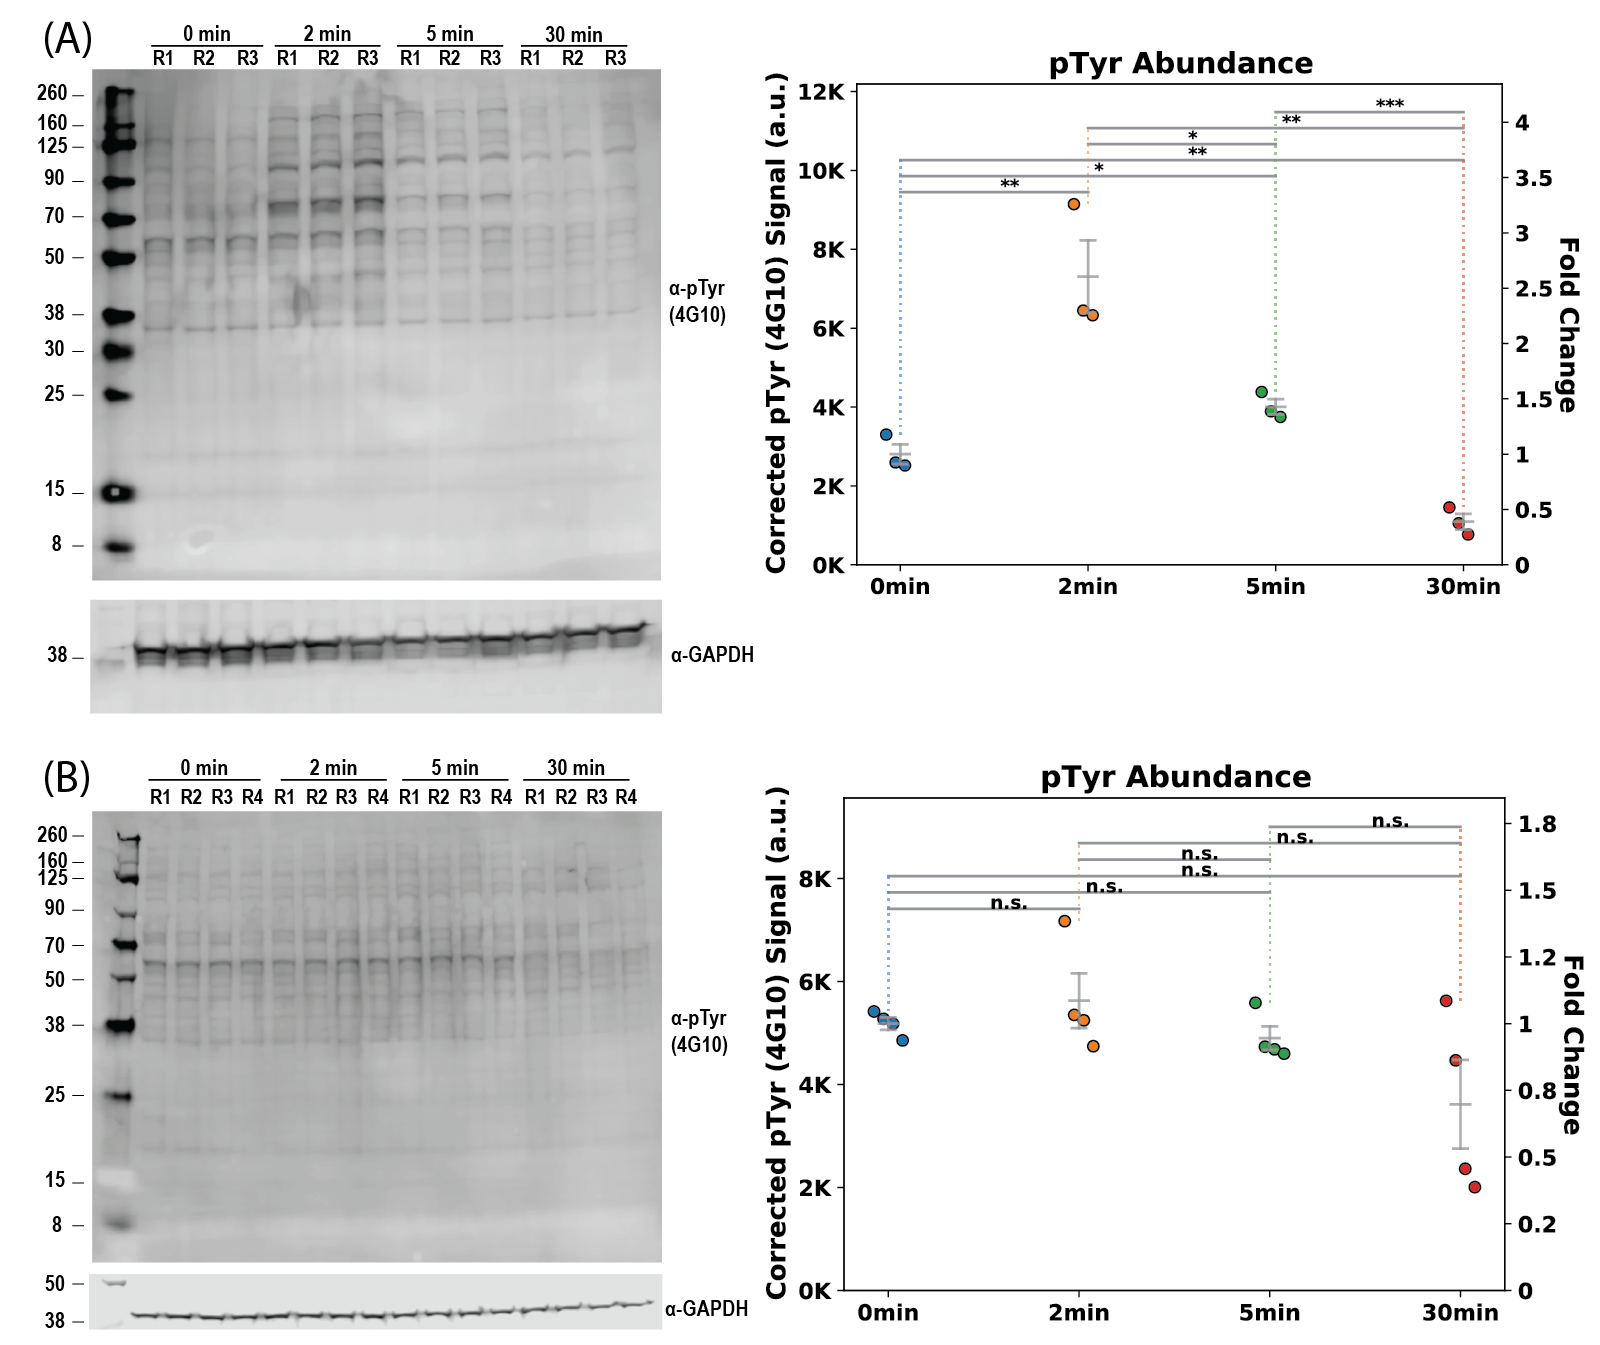 (A)
0 min 2 min 5 min 30 min
R1 R2 R3 R1 R2 R3 R1 R2 R3 R1 R2 R3
260
160
125
90
70
50
38
30
25
15
8
α-pTyr
(4G10)
38
α-GAPDH
pTyr Abundance
Corrected pTyr (4G10) Signal (a.u.)
12K
10K
8K
6K
4K
2K
0K
***
**
*
**
*
**
4
3.5
3
2.5
2
1.5
1
0.5
0
Fold Change
0min 2min 5min 30min
(B)
0 min 2 min 5 min 30 min
R1 R2 R3 R4 R1 R2 R3 R4 R1 R2 R3 R4 R1 R2 R3 R4
260
160
125
90
70
50
38
25
15
8
α-pTyr
(4G10)
50
38
α-GAPDH
pTyr Abundance
Corrected pTyr (4G10) Signal (a.u.)
8K
6K
4K
2K
0K
n.s.
n.s.
n.s.
n.s.
n.s.
n.s.
1.8
1.5
1.2
1
0.8
0.5
0.2
0
Fold Change
0min 2min 5min 30min